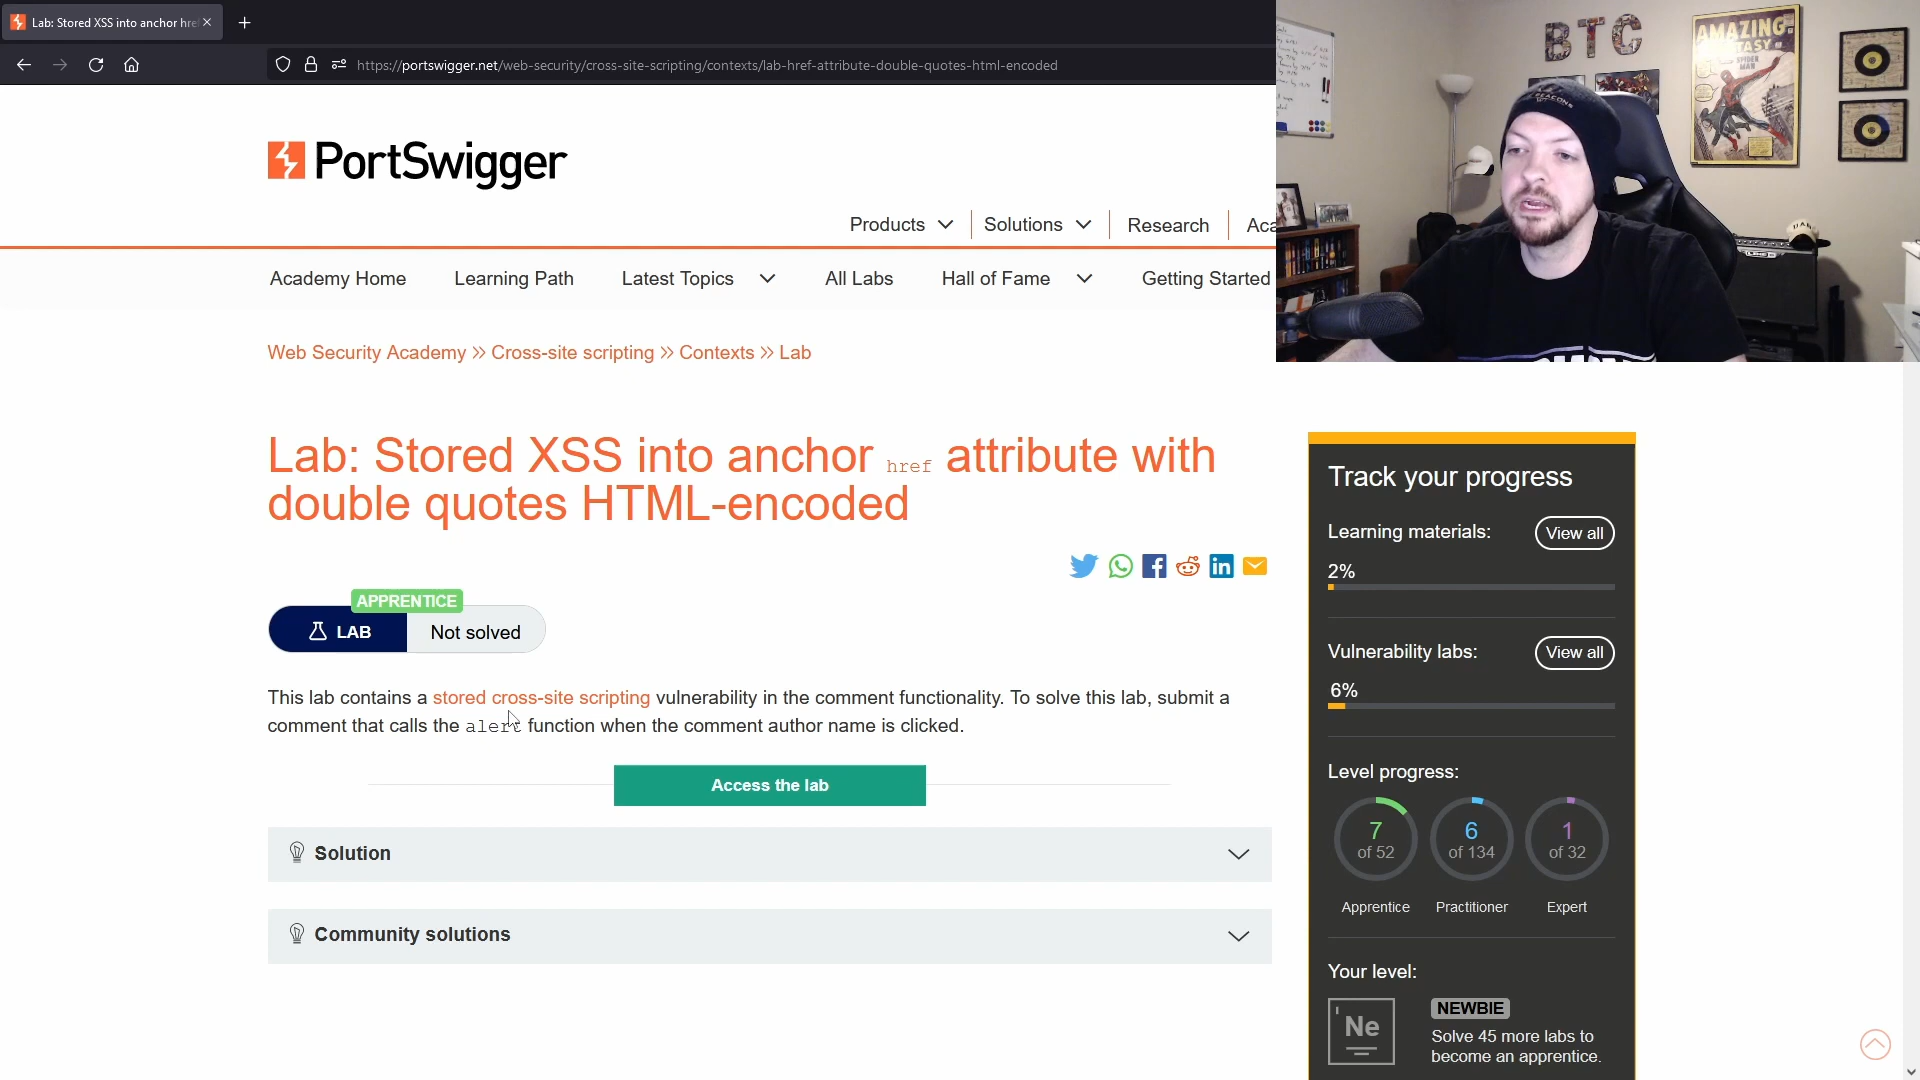 Lab: Stored XSS into anchor hre
https://portswigger.net/web-security/cross-site-scripting/contexts/lab-href-attribute-double-quotes-html-encoded
BTC
AMAZING
SPIDER
MAN
PortSwigger
Products
Solutions
Research
Aca
Academy Home
Learning Path
Latest Topics
All Labs
Hall of Fame
Getting Started
Web Security Academy >> Cross-site scripting >> Contexts >> Lab
Lab: Stored XSS into anchor href attribute with
double quotes HTML-encoded
APPRENTICE
LAB
Not solved
This lab contains a stored cross-site scripting vulnerability in the comment functionality. To solve this lab, submit a
comment that calls the alert function when the comment author name is clicked.
Access the lab
Solution
Community solutions
Track your progress
Learning materials:
View all
2%
Vulnerability labs:
View all
6%
Level progress:
7
of 52
6
of 134
1
of 32
Apprentice
Practitioner
Expert
Your level:
Ne
NEWBIE
Solve 45 more labs to
become an apprentice.